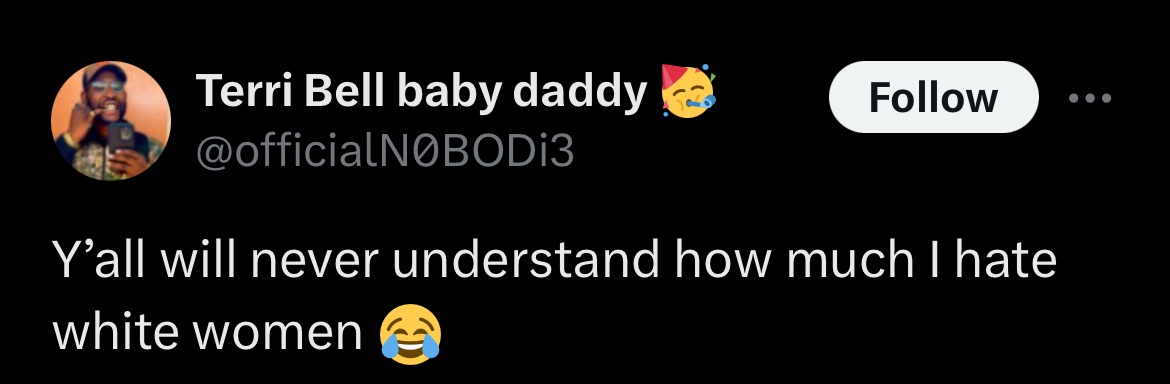 Terri Bell baby daddy 🥳
Follow
@officialN0BODi3
Y’all will never understand how much I hate
white women 😂